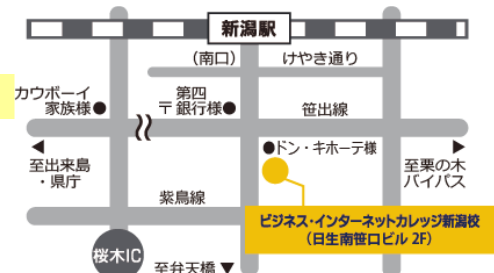 新潟駅
(南口)
けやき通り
カウボーイ
家族様
第四
〒銀行様
笹出線
至出来島
・県庁
ドン・キホーテ様
至栗の木
バイパス
紫鳥線
ビジネス・インターネットカレッジ新潟校
(日生南笹口ビル 2F)
桜木IC
至弁天橋